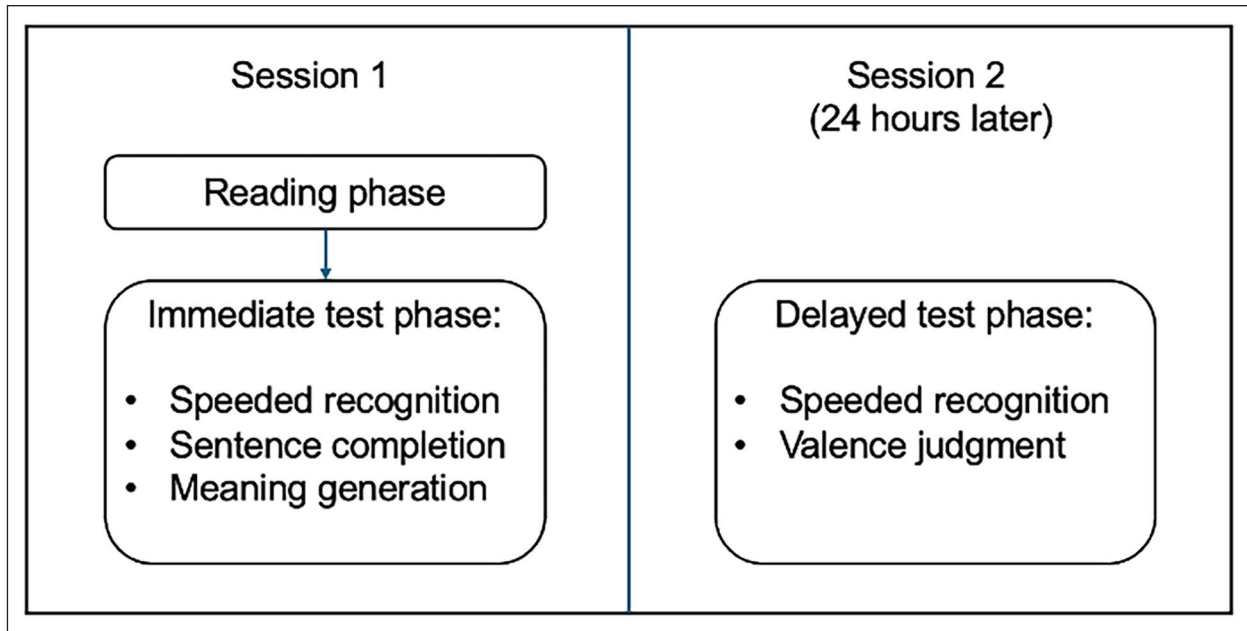 Session 1
Reading phase
Immediate test phase:
• Speeded recognition
• Sentence completion
• Meaning generation
Session 2
(24 hours later)
Delayed test phase:
• Speeded recognition
• Valence judgment